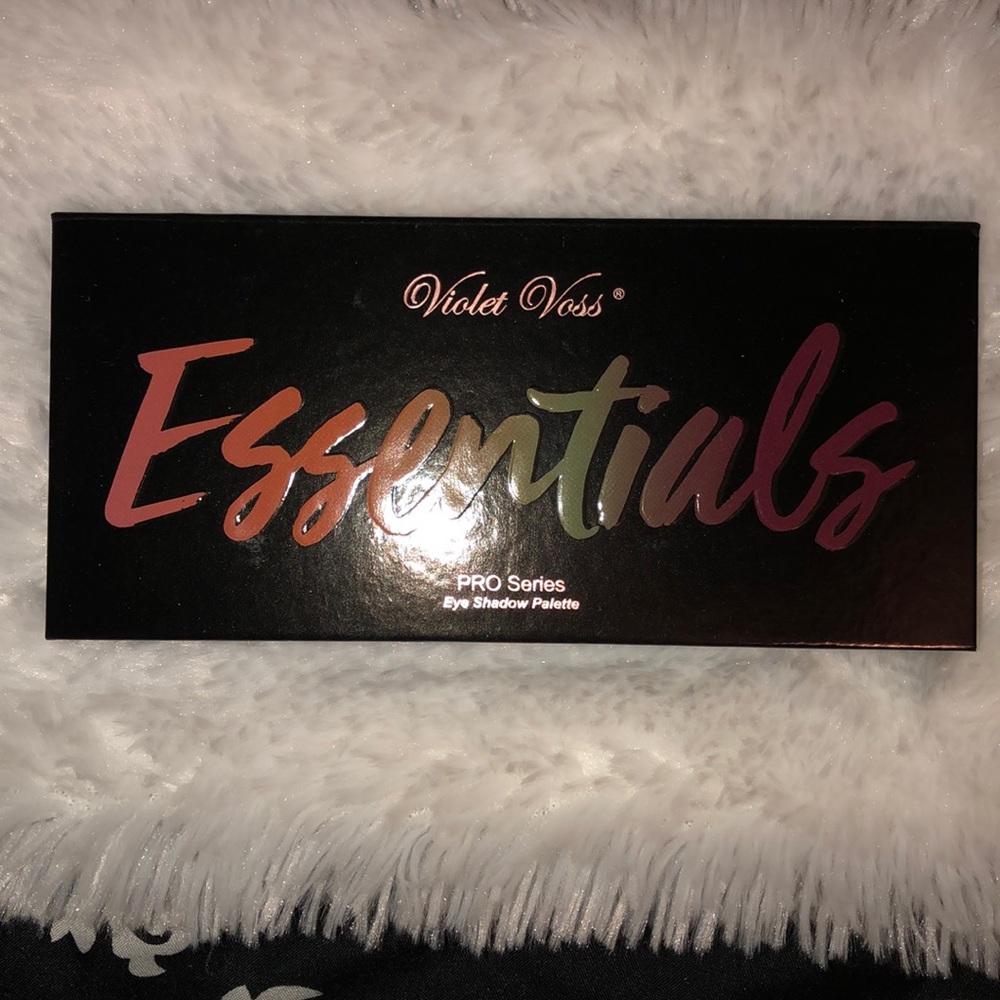 Violet Voss ®
Essentials
PRO Series
Eye Shadow Palette